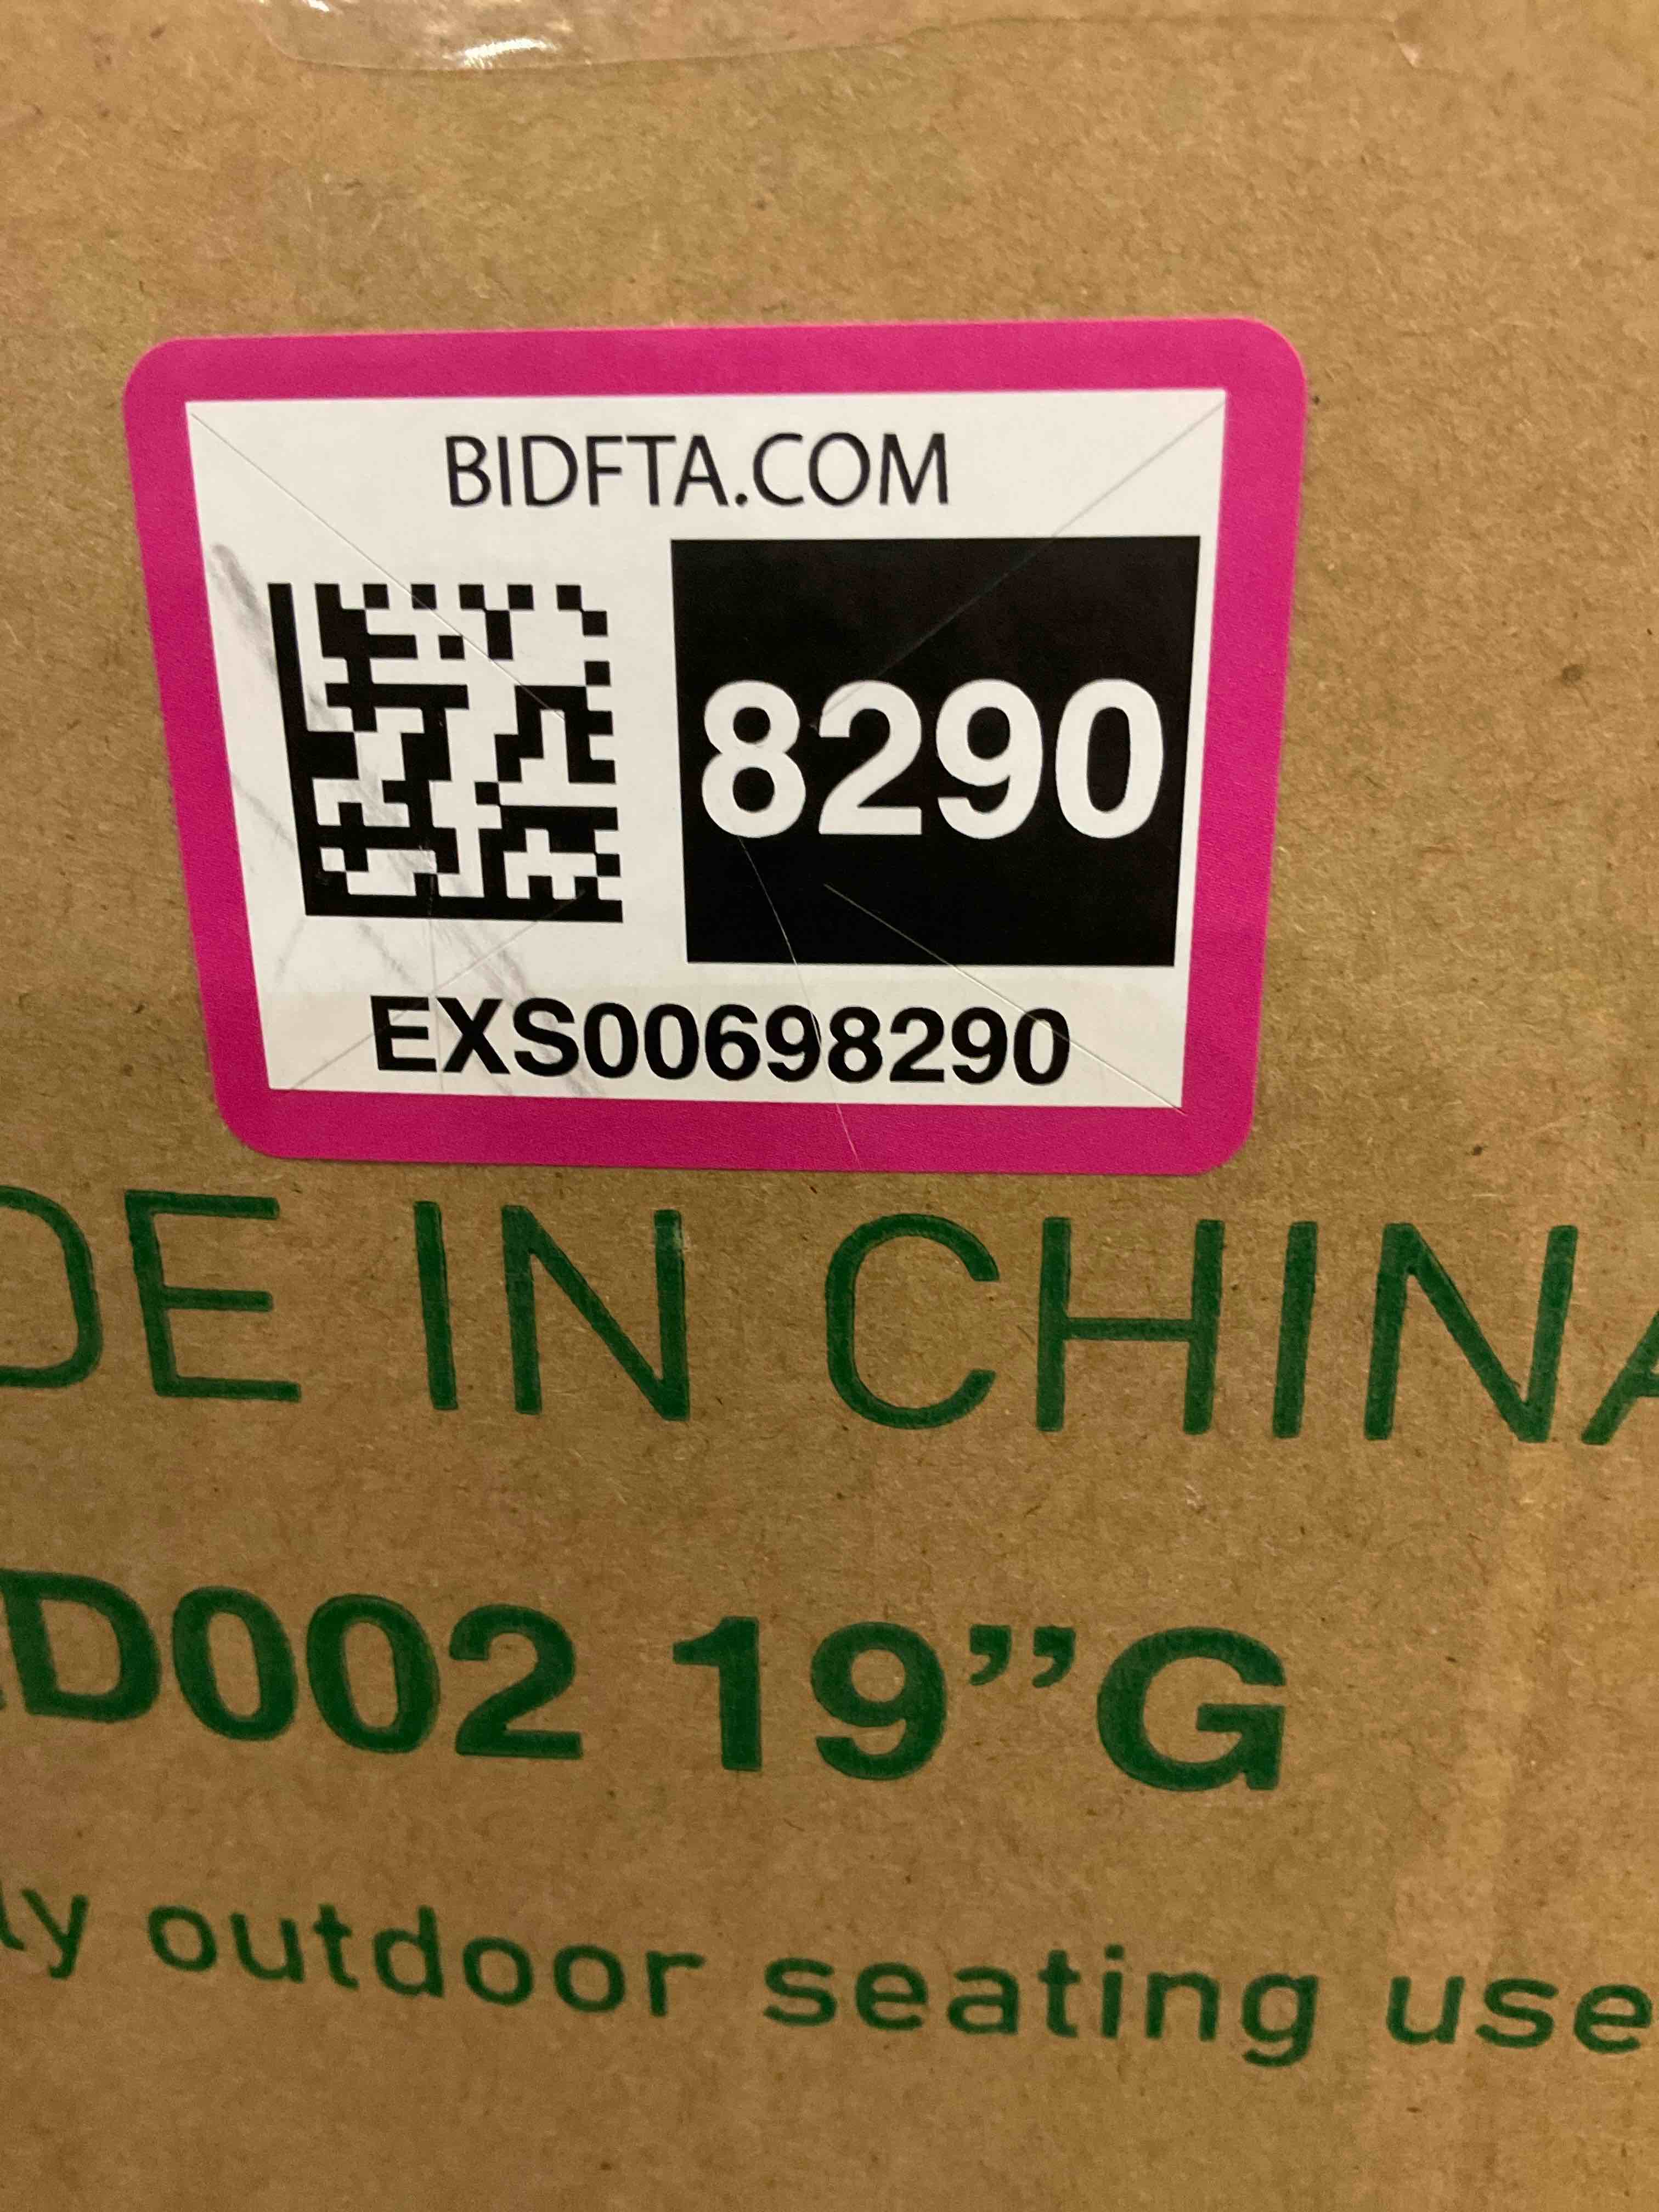 BIDFTA.COM
8290
EXS00698290
DE IN CHINA
D002 19”G
ly outdoor seating use